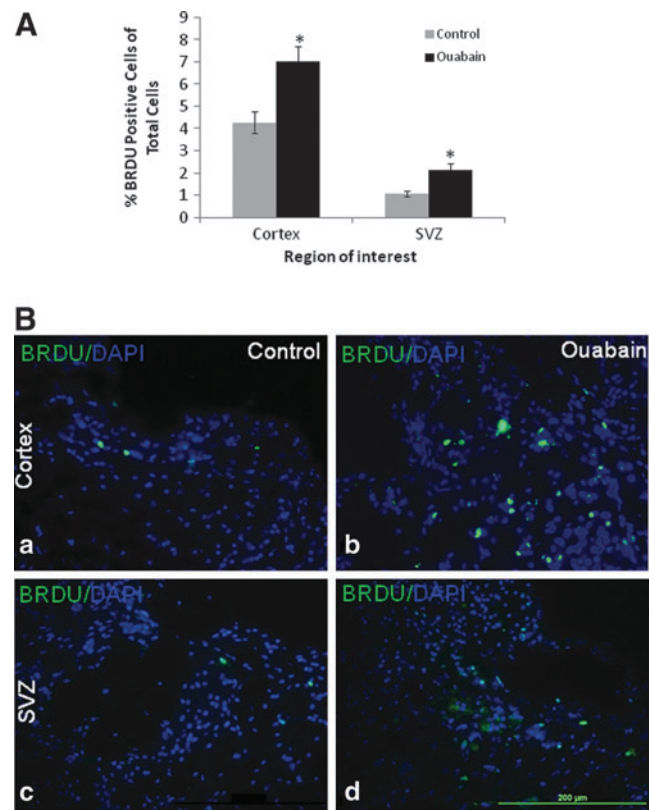 A
9
8
7
6
5
4
3
2
1
0
% BRDU Positive Cells of
Total Cells
Control
Ouabain
*
*
Cortex
SVZ
Region of interest
B
BRDU/DAPI
Control
BRDU/DAPI
Ouabain
Cortex
a
b
BRDU/DAPI
BRDU/DAPI
SVZ
c
d
200 µm